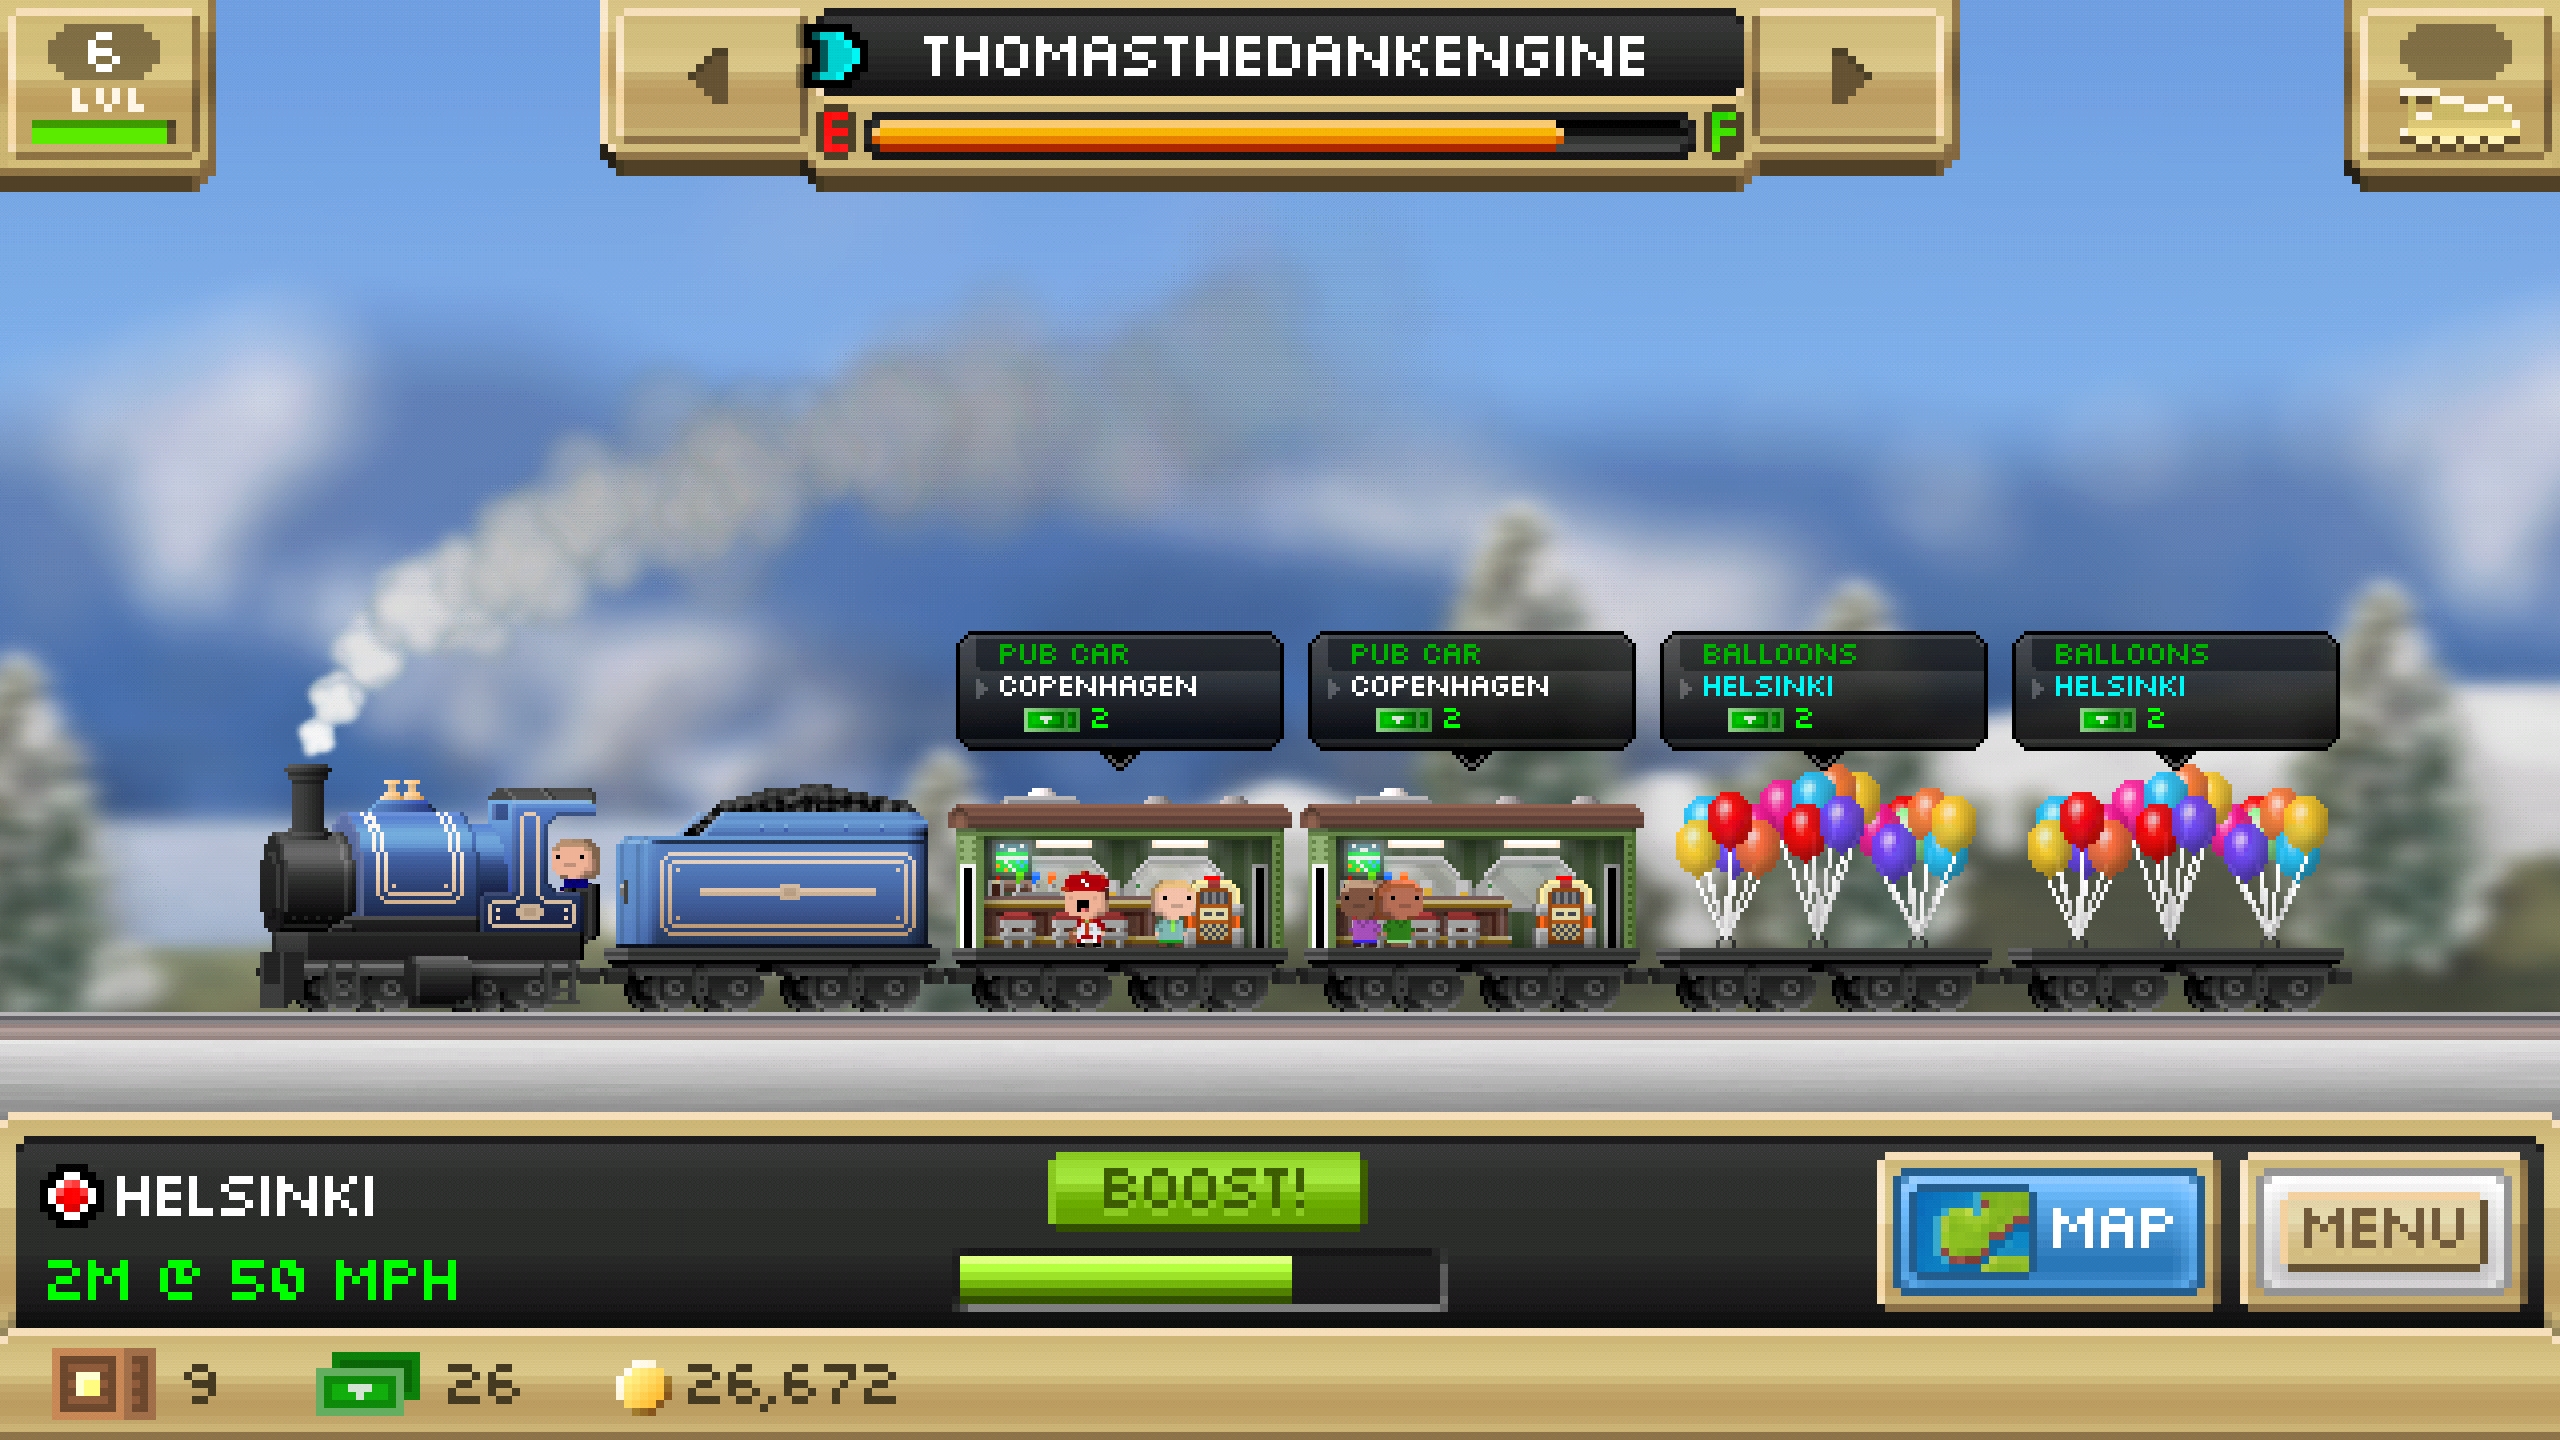 6
LVL
THOMASTHEDANKENGINE
E F
PUB CAR
COPENHAGEN
2
PUB CAR
COPENHAGEN
2
BALLOONS
HELSINKI
2
BALLOONS
HELSINKI
2
HELSINKI
2M @ 50 MPH
BOOST!
MAP
MENU
9
26
26,672